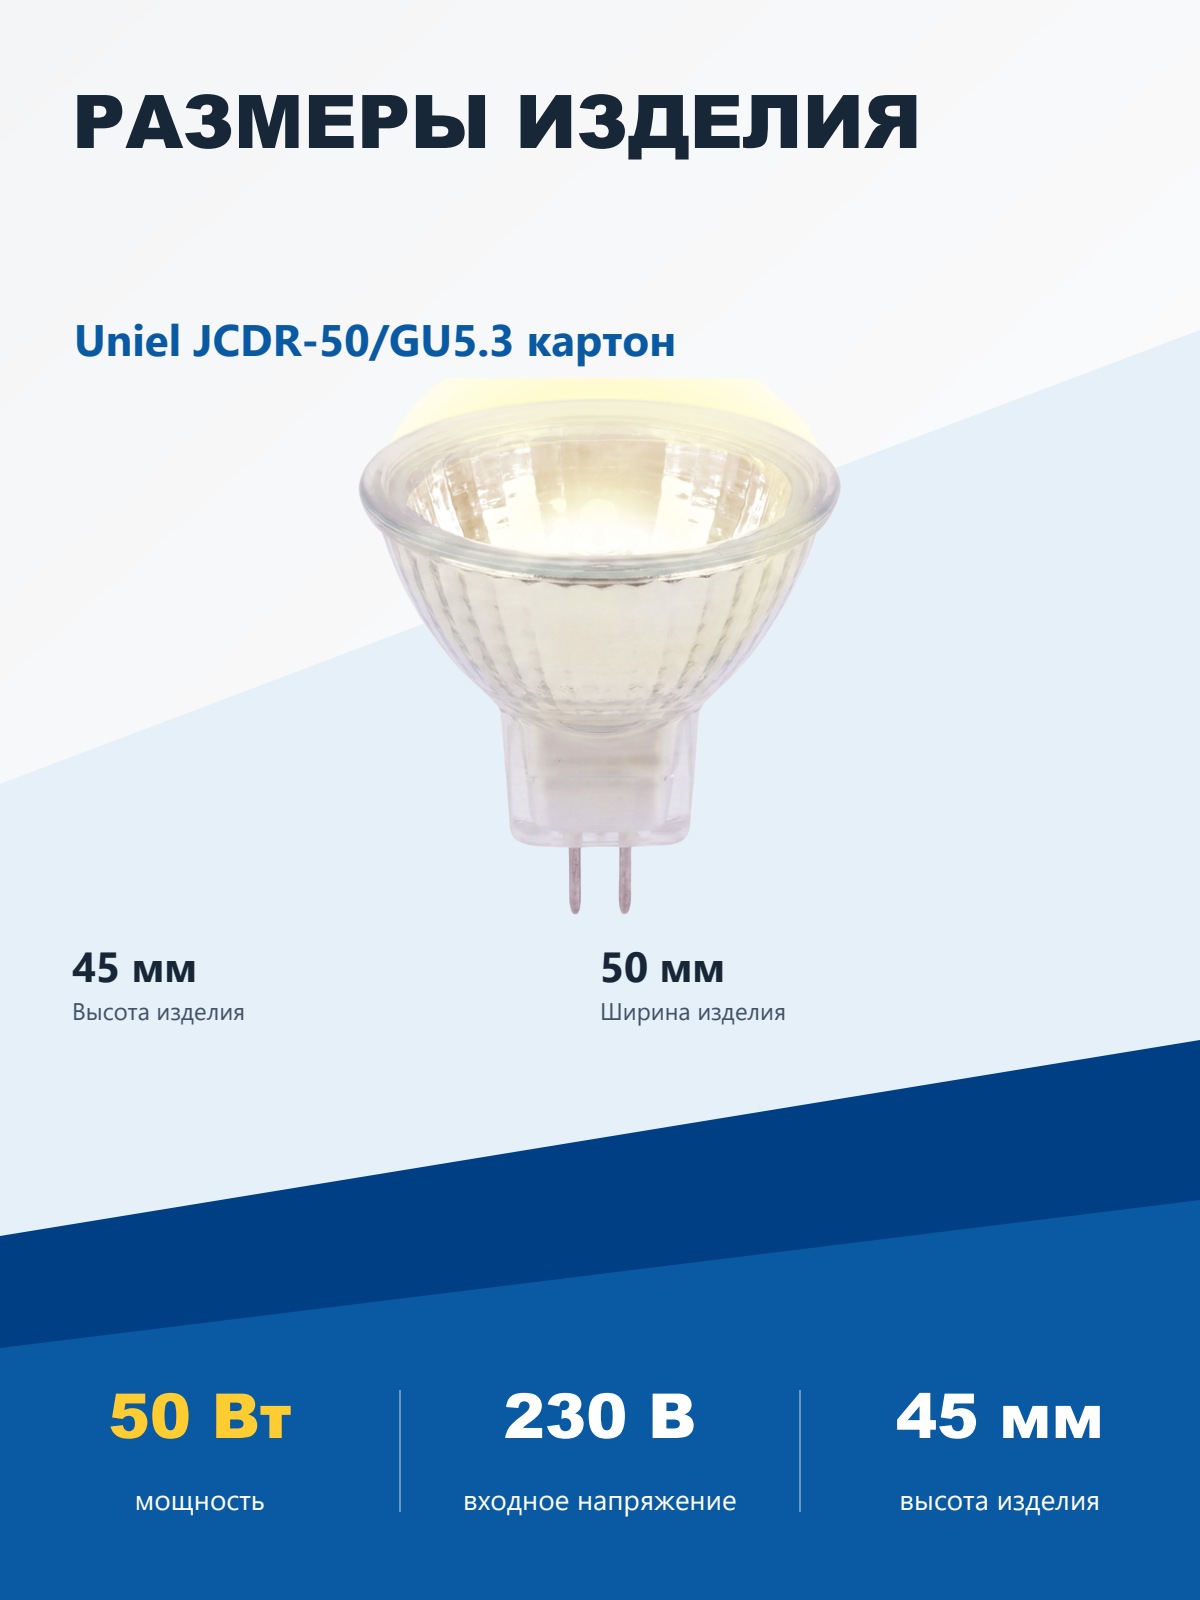 РАЗМЕРЫ ИЗДЕЛИЯ
Uniel JCDR-50/GU5.3 картон
45 мм
Высота изделия
50 мм
Ширина изделия
50 Вт
мощность
230 В
входное напряжение
45 мм
высота изделия